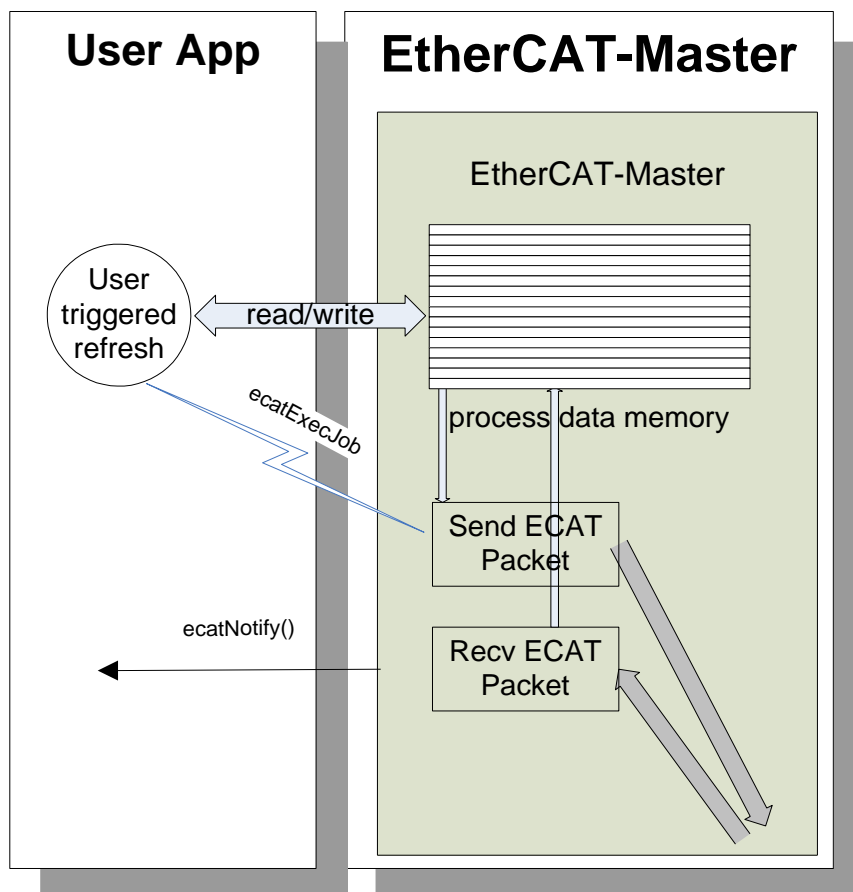 User App
EtherCAT-Master
EtherCAT-Master
User
triggered
refresh
read/write
ecatExecJob
process data memory
Send ECAT
Packet
ecatNotify()
Recv ECAT
Packet